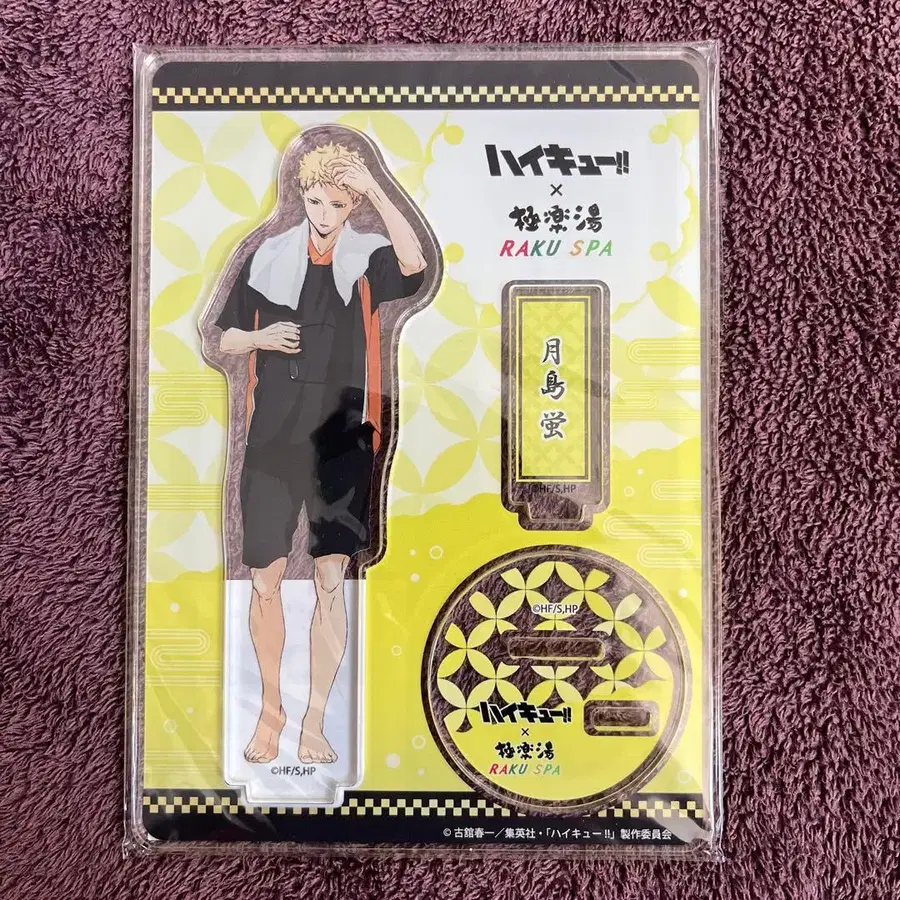 ハイキュー!!
×
極楽湯
RAKU SPA
月島 蛍
©HF/S,HP
©HF/S,HP
ハイキュー!!
×
極楽湯
RAKU SPA
©HF/S,HP
© 古舘春一/集英社・「ハイキュー!!」製作委員会